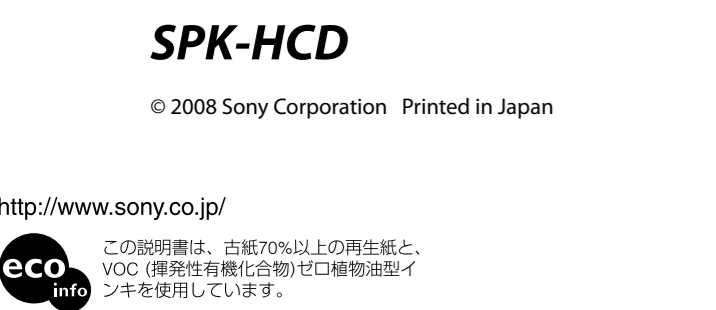 SPK-HCD
© 2008 Sony Corporation Printed in Japan
http://www.sony.co.jp/
eco
info
この説明書は、古紙70%以上の再生紙と、
VOC (揮発性有機化合物)ゼロ植物油型イ
ンキを使用しています。